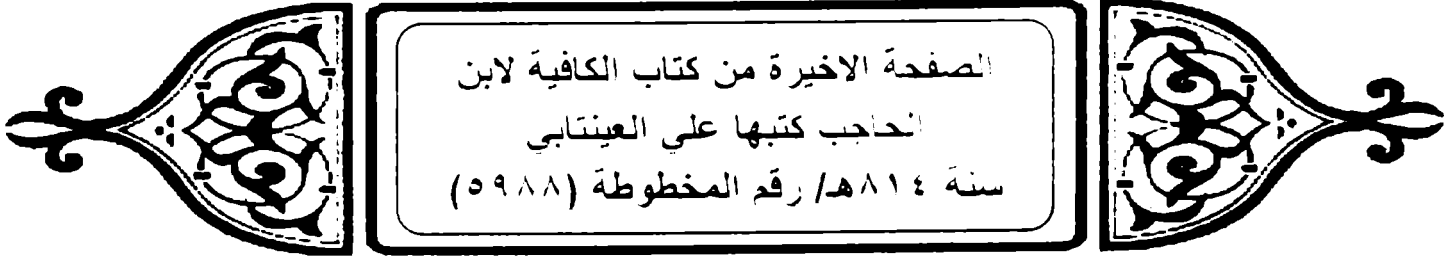 الصفحة الاخيرة من كتاب الكافية لابن
الحاجب كتبها علي العينتابي
سنة ٨١٤هـ/ رقم المخطوطة (٥٩٨٨)